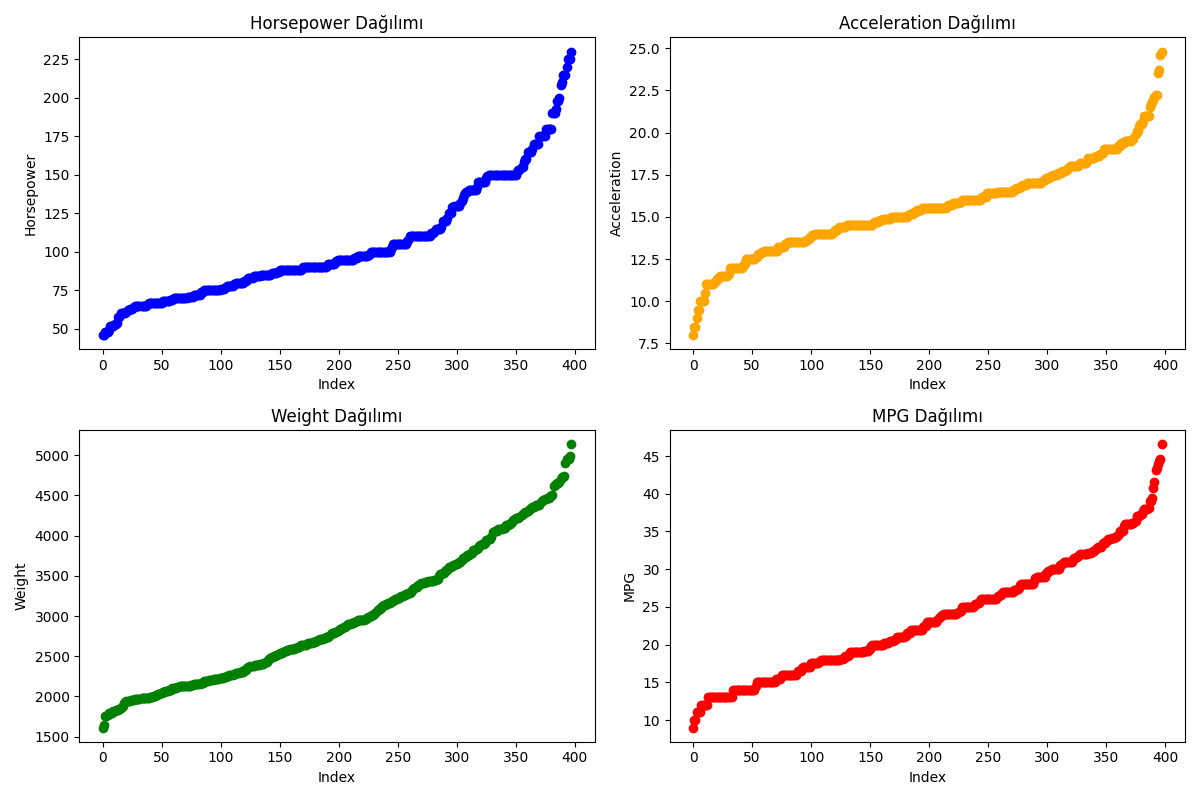 Horsepower Dağılımı
Horsepower
225
200
175
150
125
100
75
50
0 50 100 150 200 250 300 350 400
Index
Acceleration Dağılımı
Acceleration
25.0
22.5
20.0
17.5
15.0
12.5
10.0
7.5
0 50 100 150 200 250 300 350 400
Index
Weight Dağılımı
Weight
5000
4500
4000
3500
3000
2500
2000
1500
0 50 100 150 200 250 300 350 400
Index
MPG Dağılımı
MPG
45
40
35
30
25
20
15
10
0 50 100 150 200 250 300 350 400
Index